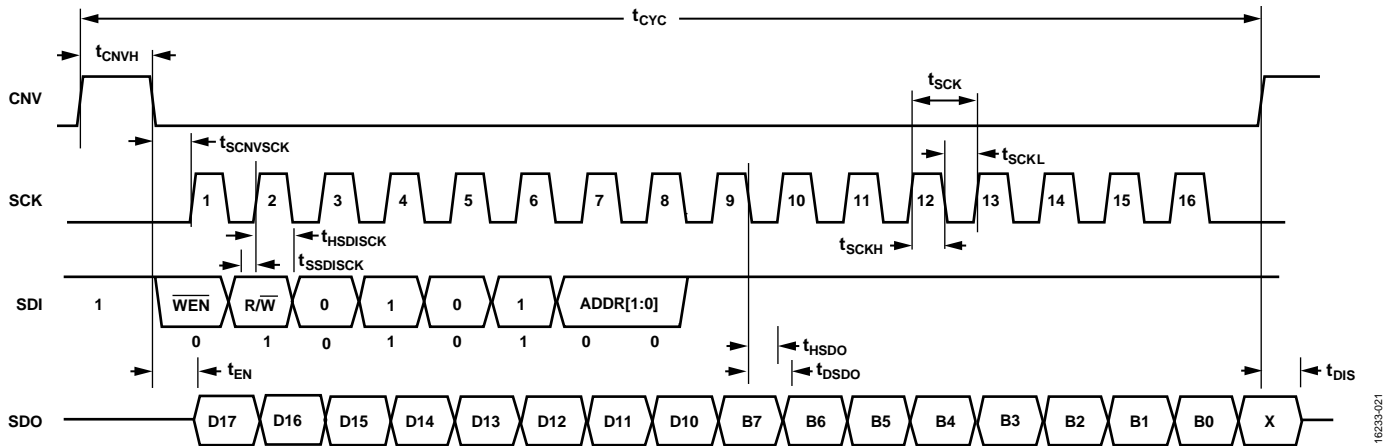 tCYC
tCNVH
CNV
tSCK
tSCNVSCK
tSCKL
SCK
1 2 3 4 5 6 7 8 9 10 11 12 13 14 15 16
tHSDISCK
tSCKH
tSSDISCK
SDI 1 WEN R/W 0 1 0 1 ADDR[1:0]
0 1 0 1 0 1 0 0
tHSDO
tEN
tDSDO
tDIS
SDO D17 D16 D15 D14 D13 D12 D11 D10 B7 B6 B5 B4 B3 B2 B1 B0 X
16233-021